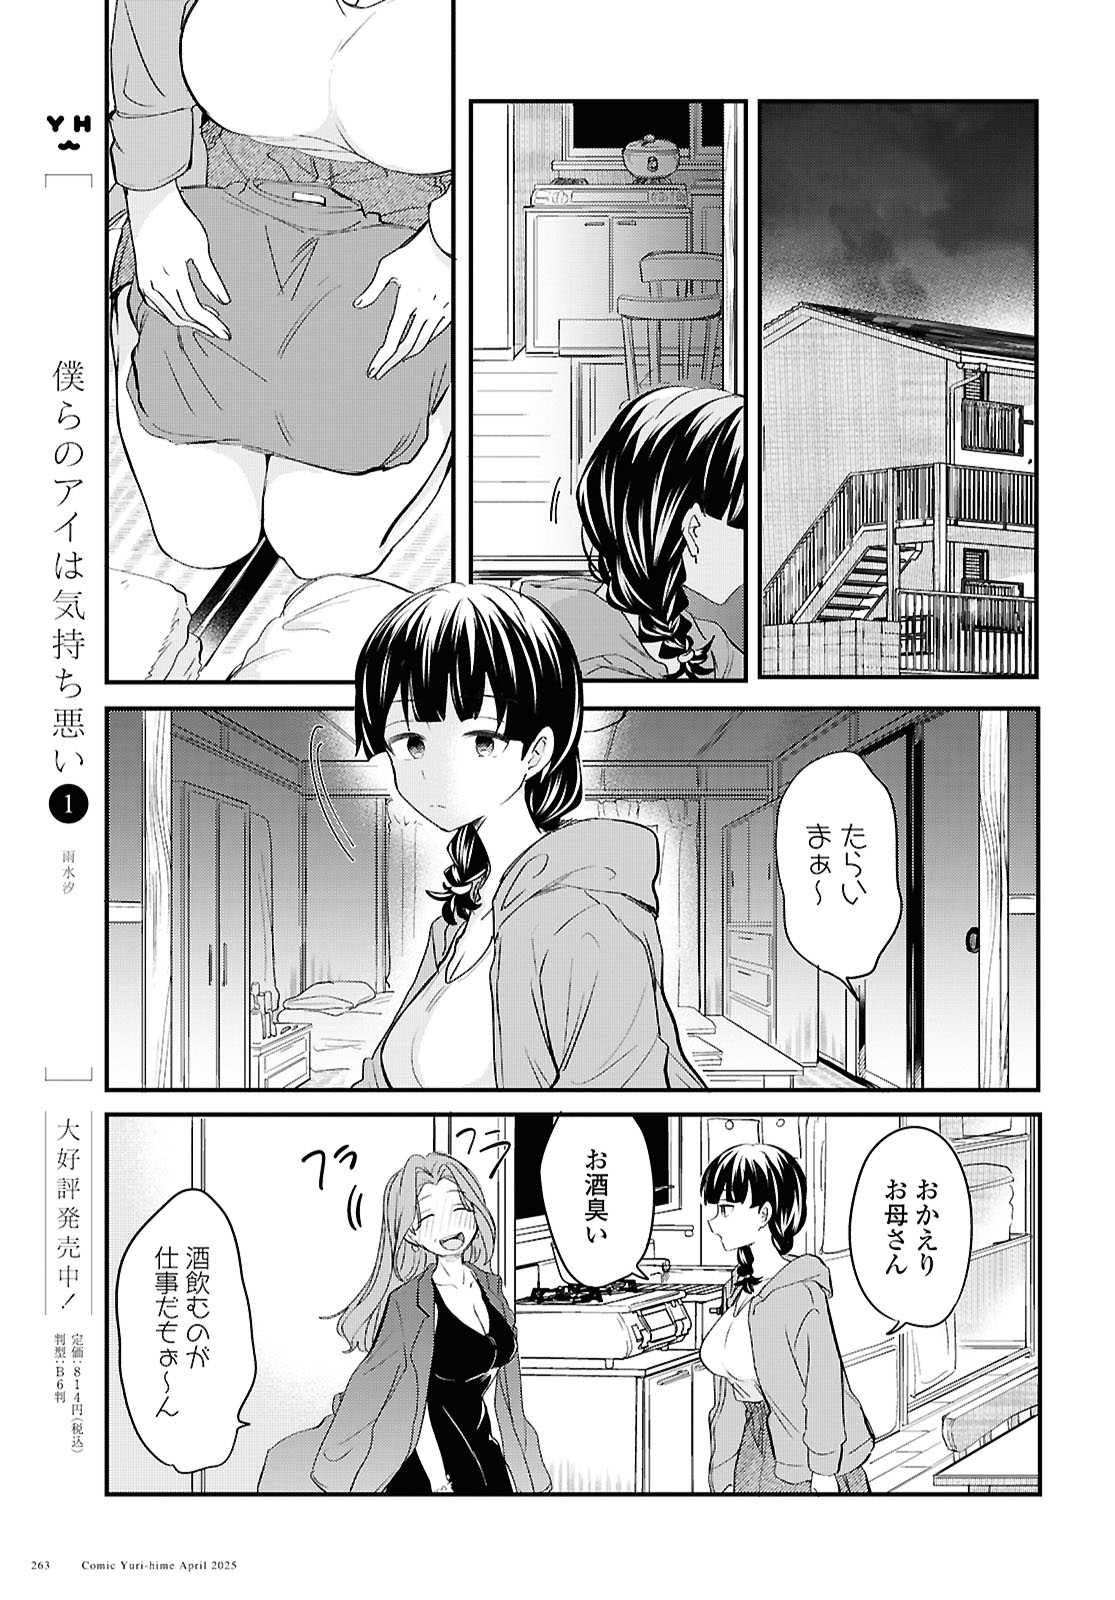 たらい
まぁ～
おかえり
お母さん
お酒臭い
フラ
フラ
酒飲むのが
仕事だもぉ～ん
YH
僕らのアイは気持ち悪い
1
雨水汐
大好評発売中！
定価：814円(税込)
判型：B6判
263 Comic Yuri-hime April 2025